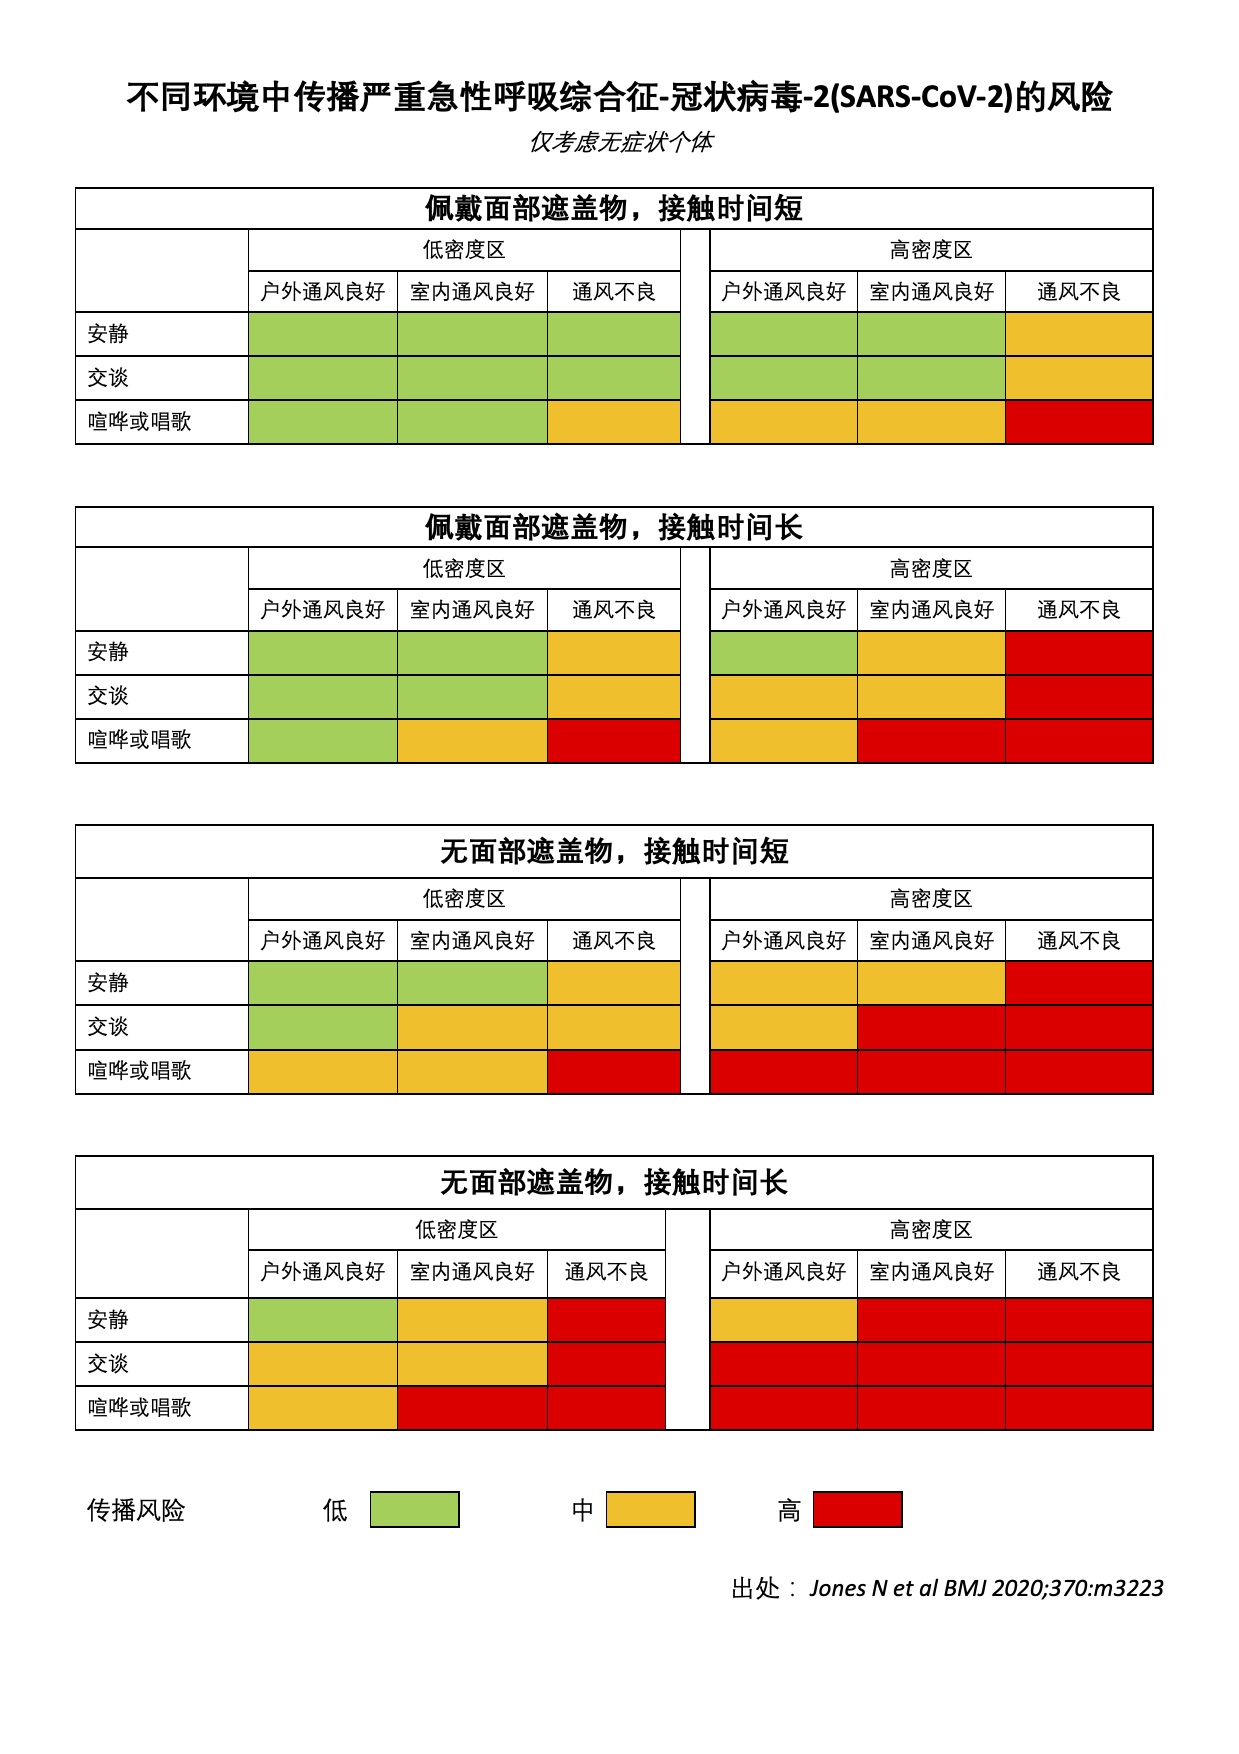 不同环境中传播严重急性呼吸综合征-冠状病毒-2(SARS-CoV-2)的风险
仅考虑无症状个体
佩戴面部遮盖物，接触时间短
低密度区 高密度区
户外通风良好 室内通风良好 通风不良 户外通风良好 室内通风良好 通风不良
安静
交谈
喧哗或唱歌
佩戴面部遮盖物，接触时间长
低密度区 高密度区
户外通风良好 室内通风良好 通风不良 户外通风良好 室内通风良好 通风不良
安静
交谈
喧哗或唱歌
无面部遮盖物，接触时间短
低密度区 高密度区
户外通风良好 室内通风良好 通风不良 户外通风良好 室内通风良好 通风不良
安静
交谈
喧哗或唱歌
无面部遮盖物，接触时间长
低密度区 高密度区
户外通风良好 室内通风良好 通风不良 户外通风良好 室内通风良好 通风不良
安静
交谈
喧哗或唱歌
传播风险 低 中 高
出处：Jones N et al BMJ 2020;370:m3223